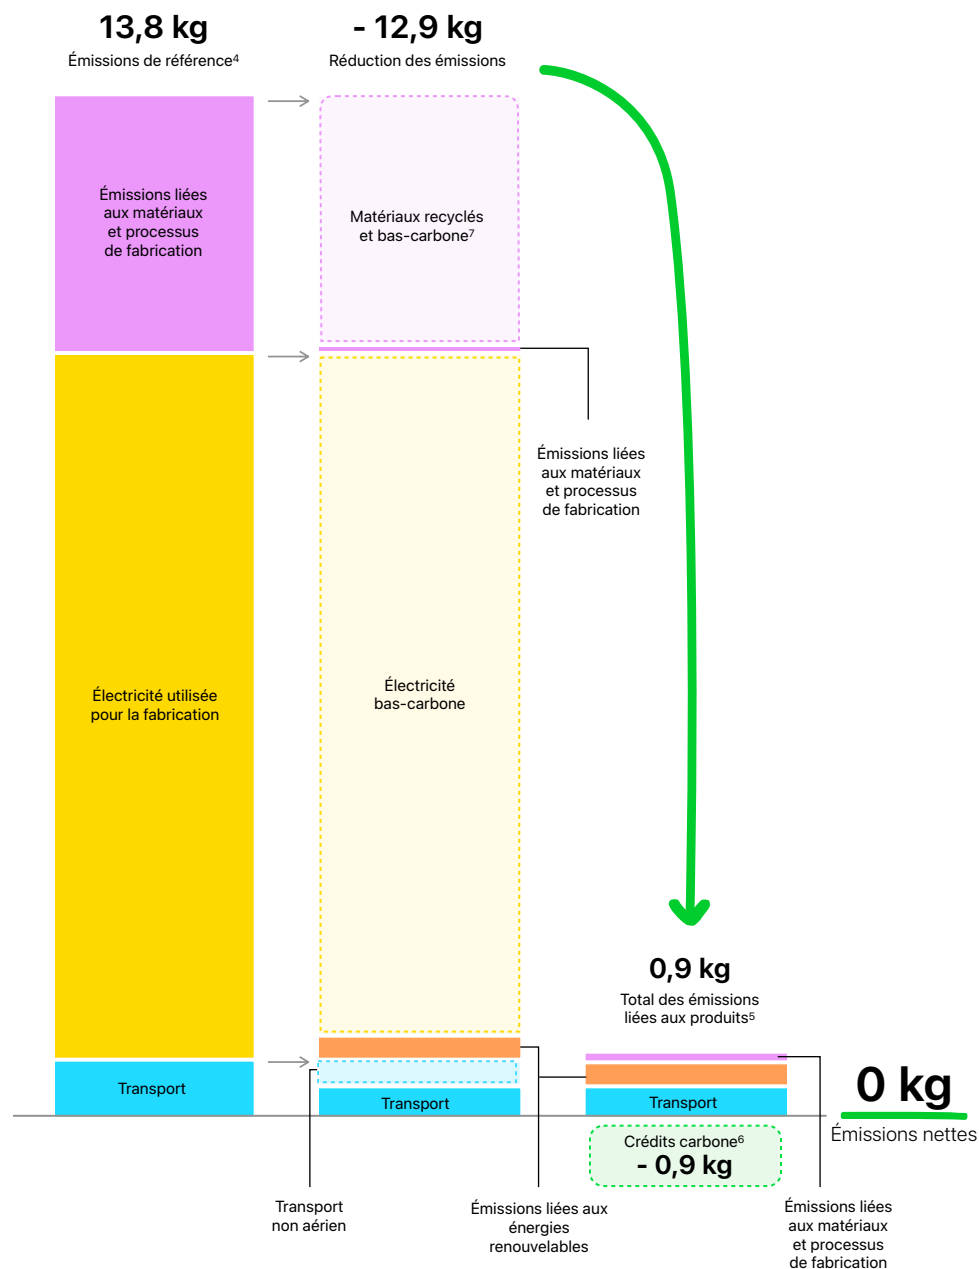 13,8 kg
Émissions de référence⁴
- 12,9 kg
Réduction des émissions
Émissions liées
aux matériaux
et processus
de fabrication
Matériaux recyclés
et bas-carbone⁷
Émissions liées
aux matériaux
et processus
de fabrication
Électricité utilisée
pour la fabrication
Électricité
bas-carbone
0,9 kg
Total des émissions
liées aux produits⁵
Transport
Transport
Transport
0 kg
Émissions nettes
Crédits carbone⁶
- 0,9 kg
Transport
non aérien
Émissions liées aux
énergies
renouvelables
Émissions liées
aux matériaux
et processus
de fabrication